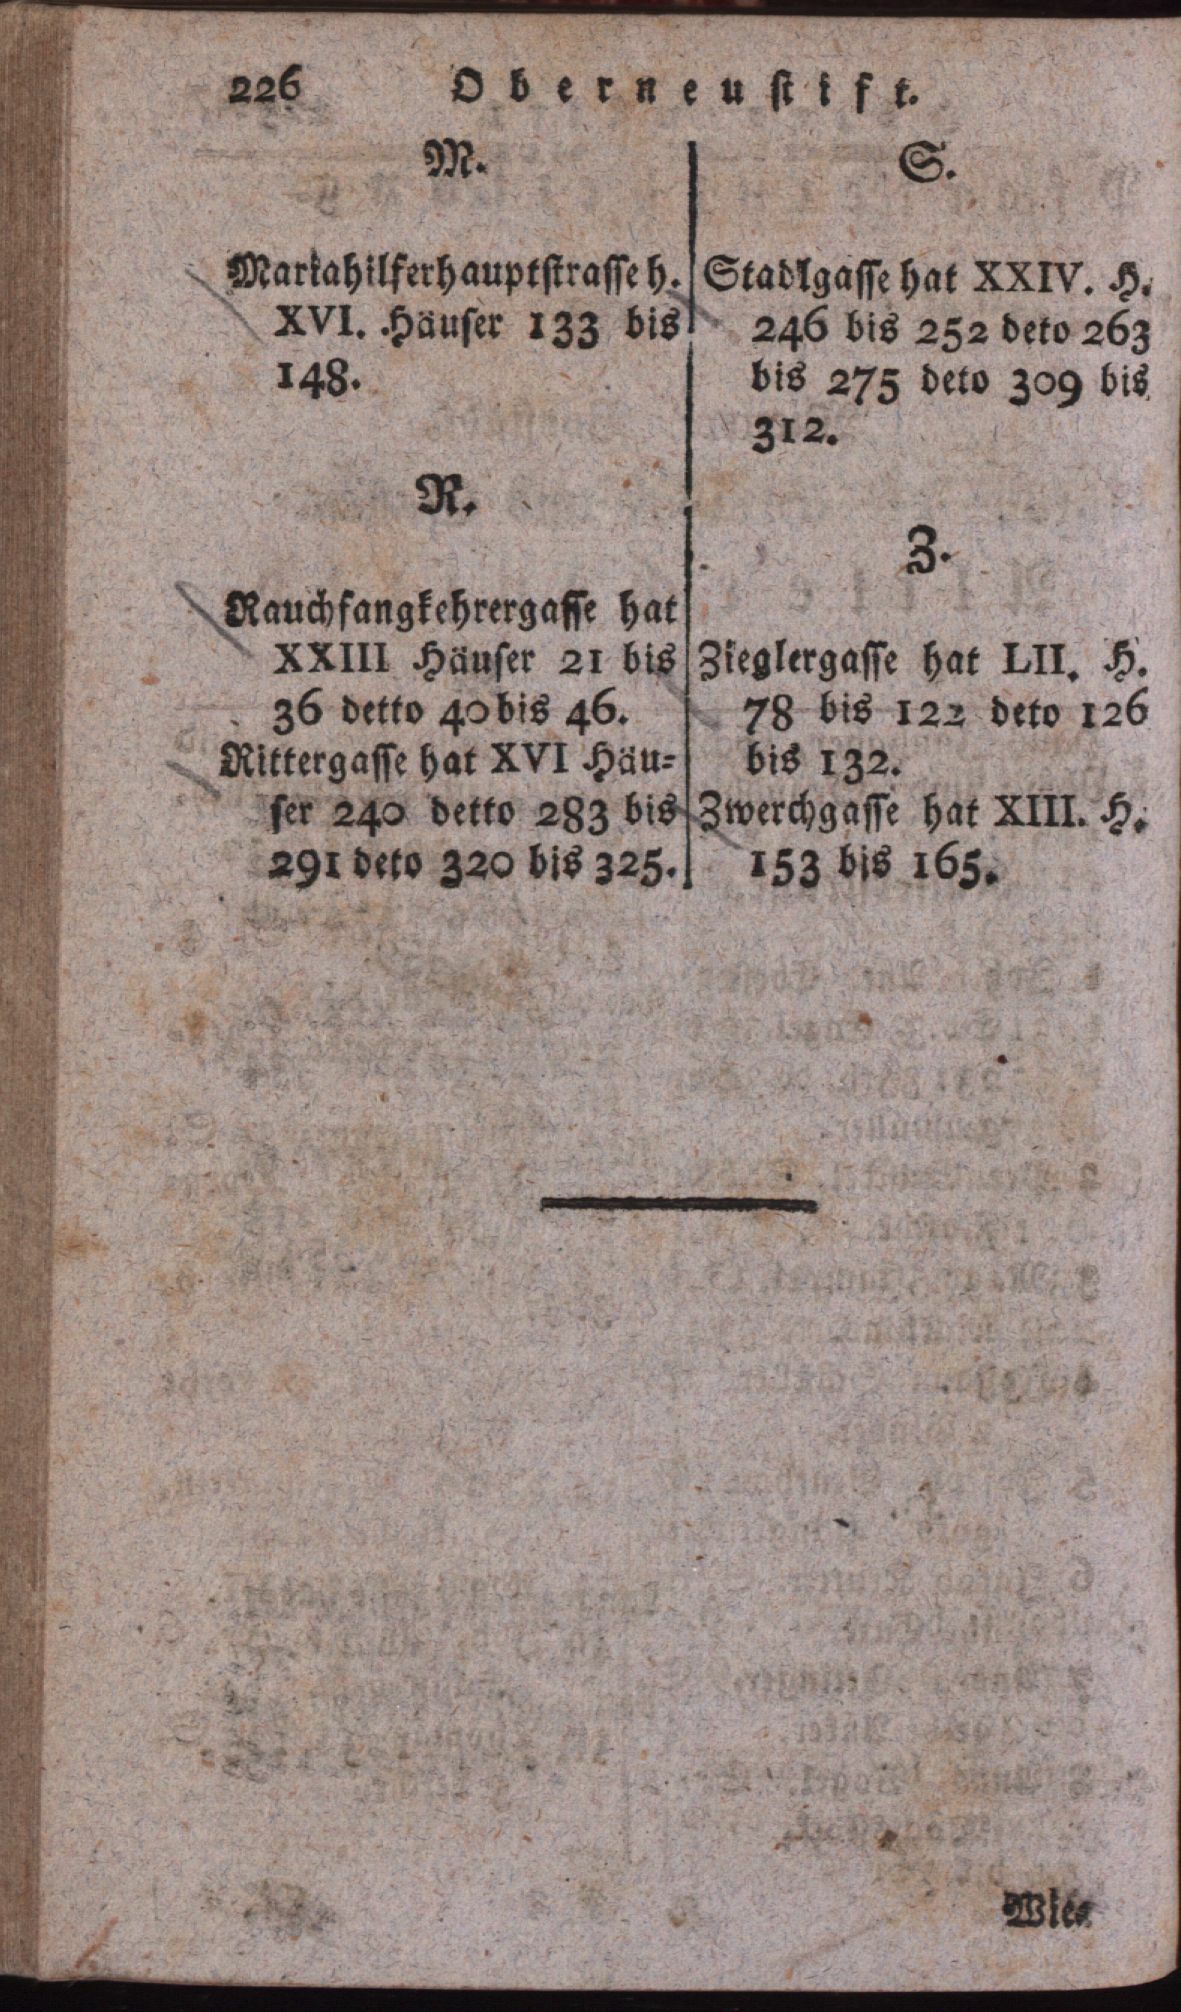 226 Oberneustift.
M.
Mariahilferhauptstrasse h.
XVI. Häuser 133 bis
148.
R.
Rauchfangkehrergasse hat
XXIII Häuser 21 bis
36 detto 40 bis 46.
Rittergasse hat XVI Häu=
ser 240 detto 283 bis
291 deto 320 bis 325.
S.
Stadlgasse hat XXIV. H.
246 bis 252 deto 263
bis 275 deto 309 bis
312.
Z.
Zieglergasse hat LII. H.
78 bis 122 deto 126
bis 132.
Zwerchgasse hat XIII. H.
153 bis 165.